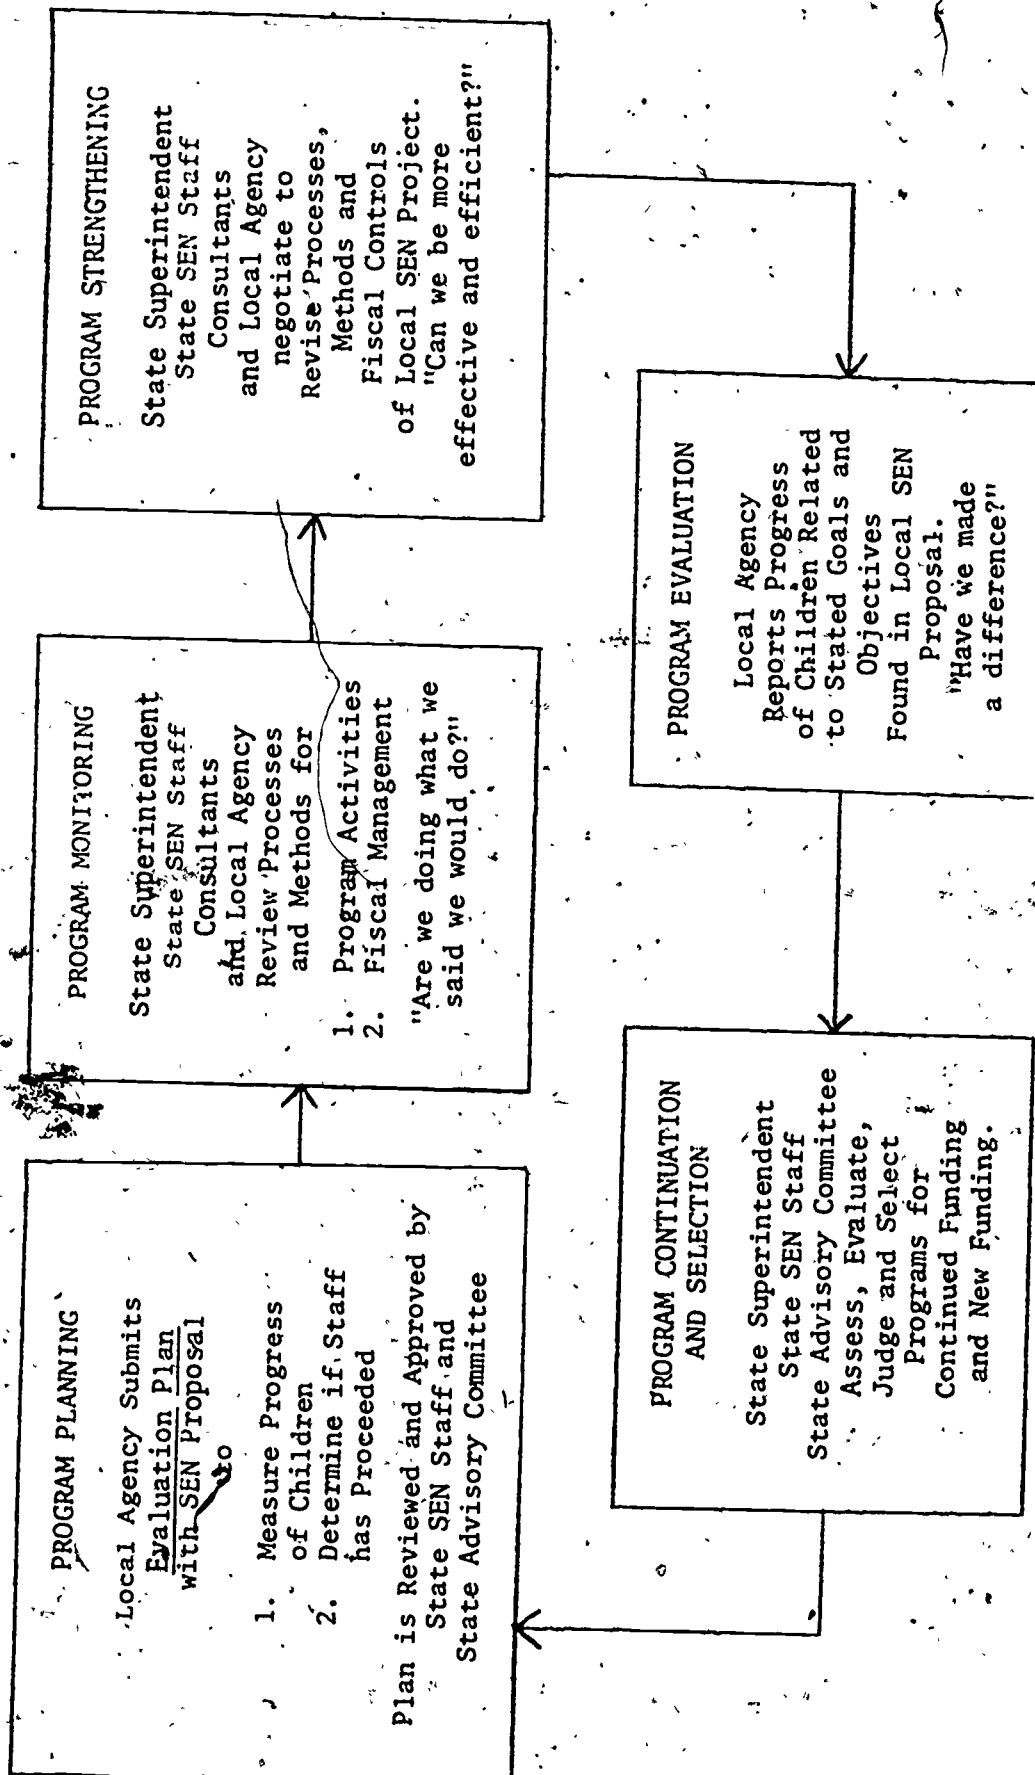 PROGRAM PLANNING
Local Agency Submits
Evaluation Plan
with SEN Proposal
to
1. Measure Progress
of Children
2. Determine if Staff
has Proceeded
Plan is Reviewed and Approved by
State SEN Staff and
State Advisory Committee
PROGRAM MONITORING
State Superintendent
State SEN Staff
Consultants
and Local Agency
Review Processes
and Methods for
1. Program Activities
2. Fiscal Management
"Are we doing what we
said we would do?"
PROGRAM STRENGTHENING
State Superintendent
State SEN Staff
Consultants
and Local Agency
negotiate to
Revise Processes,
Methods and
Fiscal Controls
of Local SEN Project.
"Can we be more
effective and efficient?"
PROGRAM EVALUATION
Local Agency
Reports Progress
of Children Related
to Stated Goals and
Objectives
Found in Local SEN
Proposal.
"Have we made
a difference?"
PROGRAM CONTINUATION
AND SELECTION
State Superintendent
State SEN Staff
State Advisory Committee
Assess, Evaluate,
Judge and Select
Programs for
Continued Funding
and New Funding.